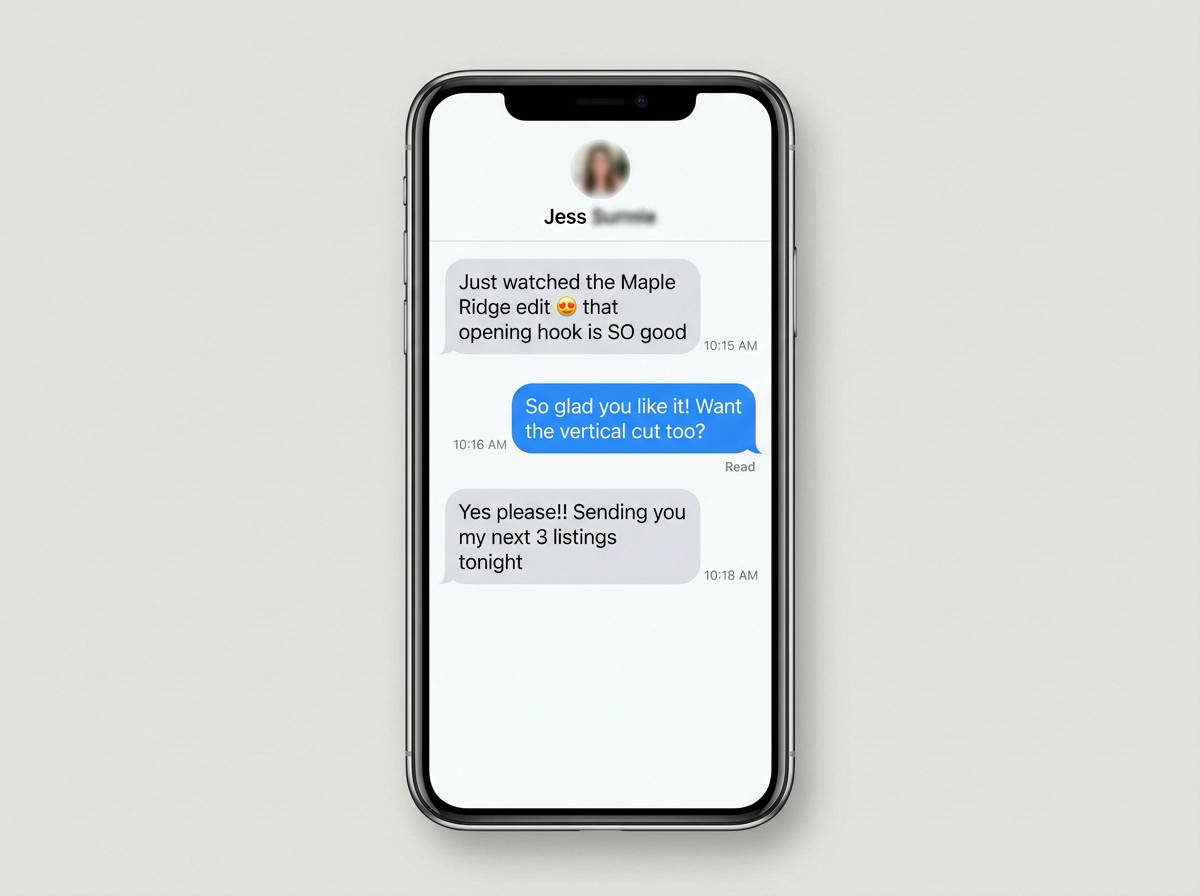 Jess
Just watched the Maple
Ridge edit 😍 that
opening hook is SO good
10:15 AM
So glad you like it! Want
the vertical cut too?
10:16 AM
Read
Yes please!! Sending you
my next 3 listings
tonight
10:18 AM